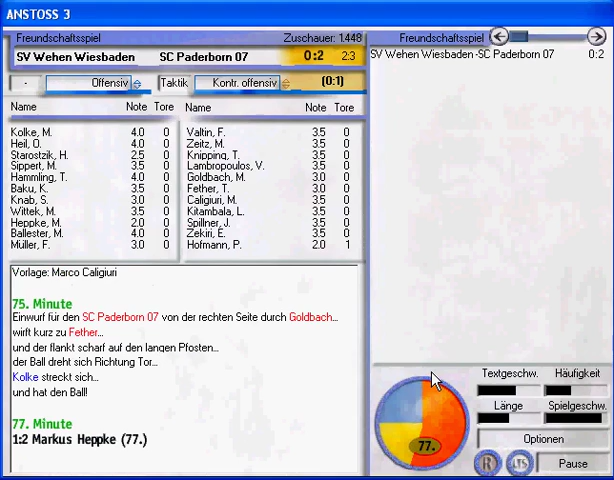 ANSTOSS 3
Freundschaftsspiel Zuschauer: 1.448
SV Wehen Wiesbaden SC Paderborn 07 0:2 2:3
- Offensiv Taktik Kontr. offensiv (0:1)
Name Note Tore Name Note Tore
Kolke, M. 4.0 0 Valtin, F. 3.5 0
Heil, O. 4.0 0 Zeitz, M. 3.5 0
Starostzik, H. 2.5 0 Knipping, T. 3.5 0
Sippert, M. 3.5 0 Lambropoulos, V. 3.5 0
Hammling, T. 4.0 0 Goldbach, M. 3.0 0
Baku, K. 3.5 0 Fether, T. 3.0 0
Knab, S. 3.0 0 Caligiuri, M. 3.5 0
Wittek, M. 3.5 0 Kitambala, L. 3.5 0
Heppke, M. 2.0 0 Spillner, J. 3.5 0
Ballester, M. 4.0 0 Zekiri, E. 3.5 0
Müller, F. 3.0 0 Hofmann, P. 2.0 1
Vorlage: Marco Caligiuri
75. Minute
Einwurf für den SC Paderborn 07 von der rechten Seite durch Goldbach...
wirft kurz zu Fether...
und der flankt scharf auf den langen Pfosten...
der Ball dreht sich Richtung Tor...
Kolke streckt sich...
und hat den Ball!
77. Minute
1:2 Markus Heppke (77.)
Freundschaftsspiel
SV Wehen Wiesbaden -SC Paderborn 07 0:2
Textgeschw. Häufigkeit
Länge Spielgeschw.
77.
Optionen
R LTS Pause